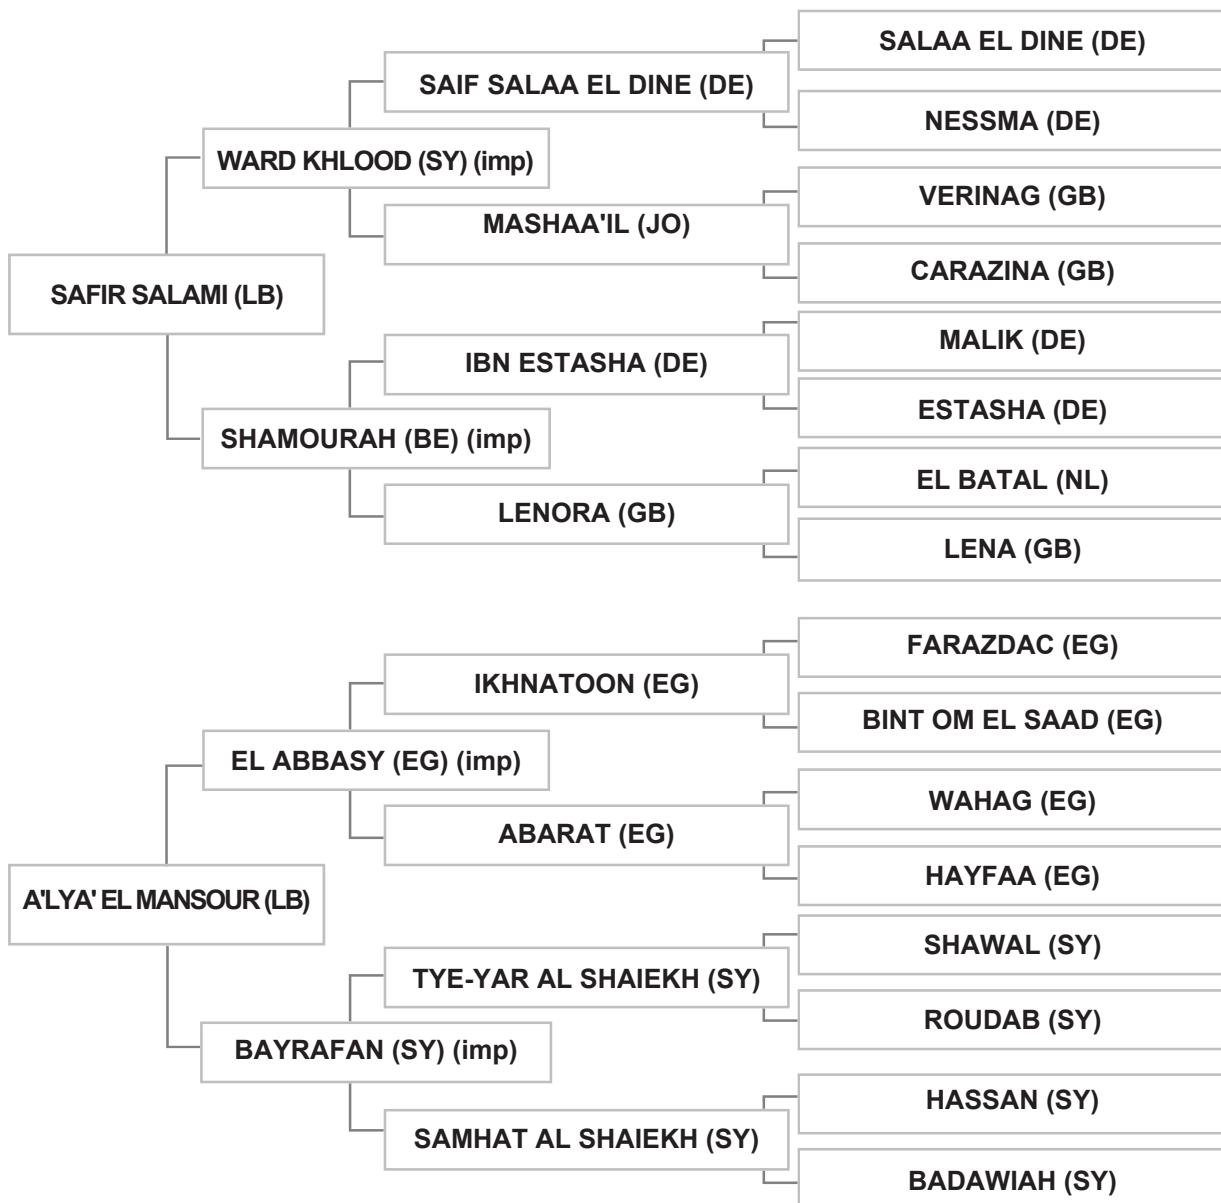 SALAA EL DINE (DE)
SAIF SALAA EL DINE (DE)
NESSMA (DE)
WARD KHLOOD (SY) (imp)
VERINAG (GB)
MASHAA'IL (JO)
CARAZINA (GB)
SAFIR SALAMI (LB)
MALIK (DE)
IBN ESTASHA (DE)
ESTASHA (DE)
SHAMOURAH (BE) (imp)
EL BATAL (NL)
LENORA (GB)
LENA (GB)
FARAZDAC (EG)
IKHNATOON (EG)
BINT OM EL SAAD (EG)
EL ABBASY (EG) (imp)
WAHAG (EG)
ABARAT (EG)
HAYFAA (EG)
A'LYA' EL MANSOUR (LB)
SHAWAL (SY)
TYE-YAR AL SHAIEKH (SY)
ROUDAB (SY)
BAYRAFAN (SY) (imp)
HASSAN (SY)
SAMHAT AL SHAIEKH (SY)
BADAWIAH (SY)